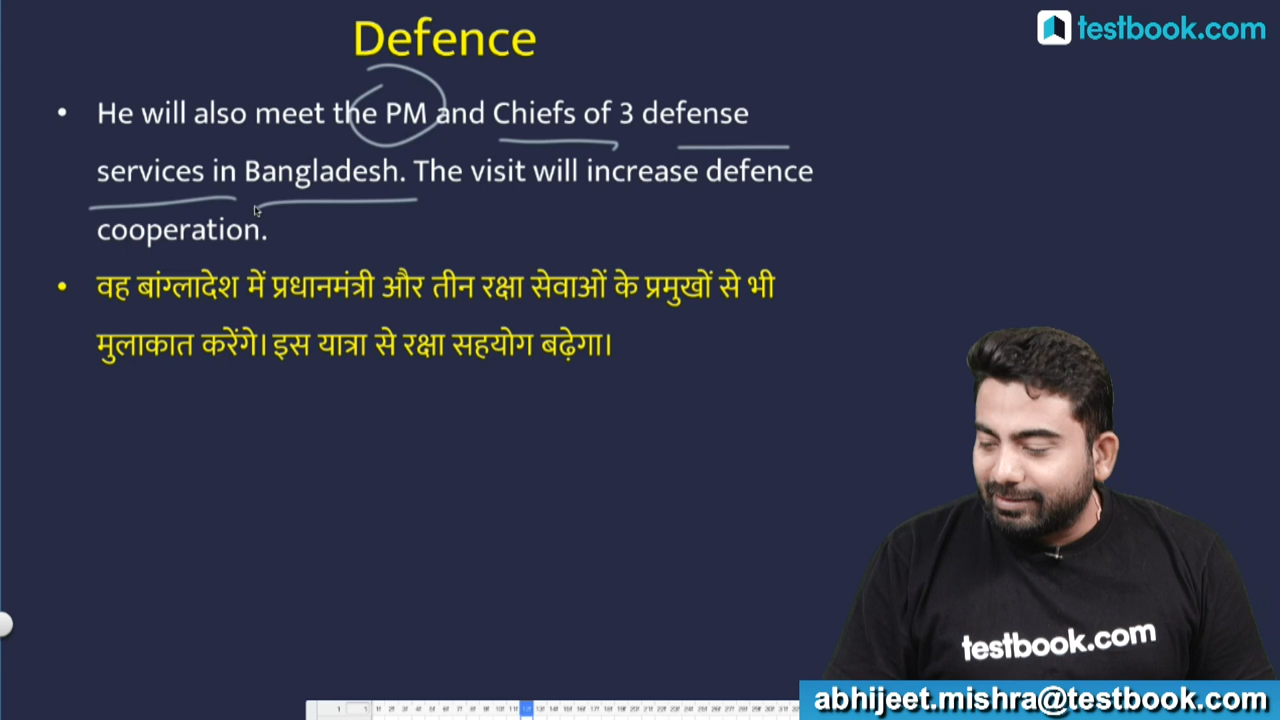 Defence
testbook.com
• He will also meet the PM and Chiefs of 3 defense
services in Bangladesh. The visit will increase defence
cooperation.
• वह बांग्लादेश में प्रधानमंत्री और तीन रक्षा सेवाओं के प्रमुखों से भी
मुलाकात करेंगे। इस यात्रा से रक्षा सहयोग बढ़ेगा।
testbook.com
abhijeet.mishra@testbook.com